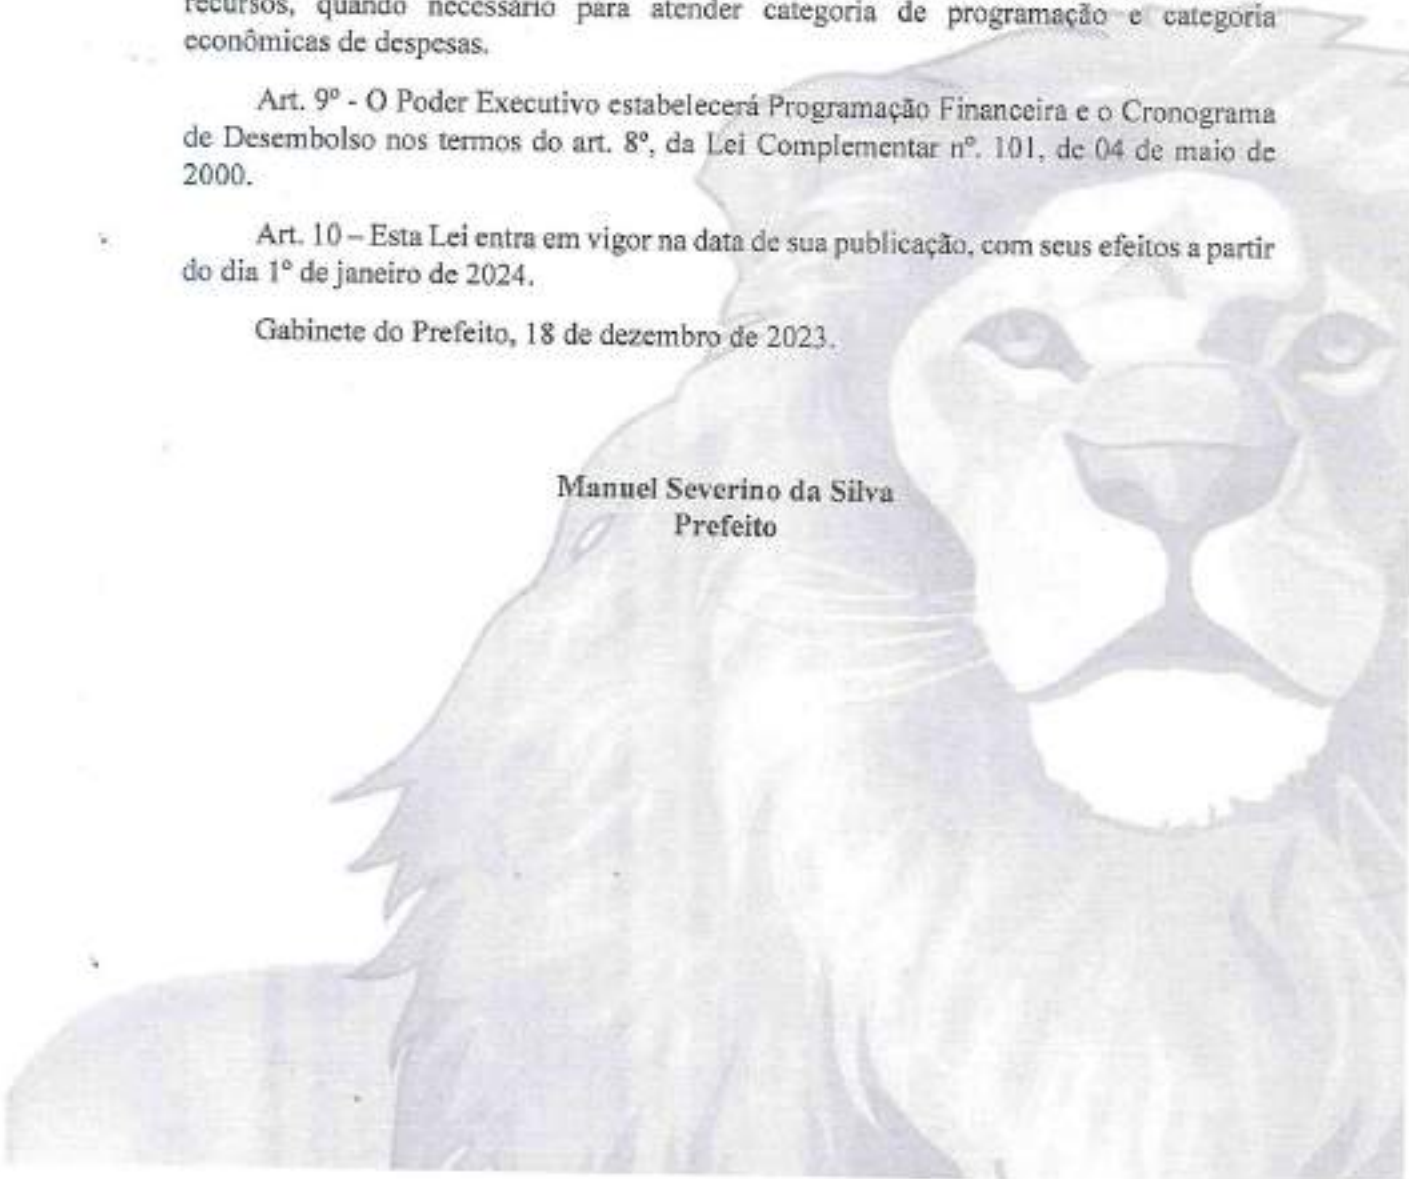 recursos, quando necessário para atender categoria de programação e categoria
econômicas de despesas.
Art. 9º - O Poder Executivo estabelecerá Programação Financeira e o Cronograma
de Desembolso nos termos do art. 8º, da Lei Complementar nº. 101, de 04 de maio de
2000.
Art. 10 – Esta Lei entra em vigor na data de sua publicação, com seus efeitos a partir
do dia 1º de janeiro de 2024.
Gabinete do Prefeito, 18 de dezembro de 2023.
Manuel Severino da Silva
Prefeito